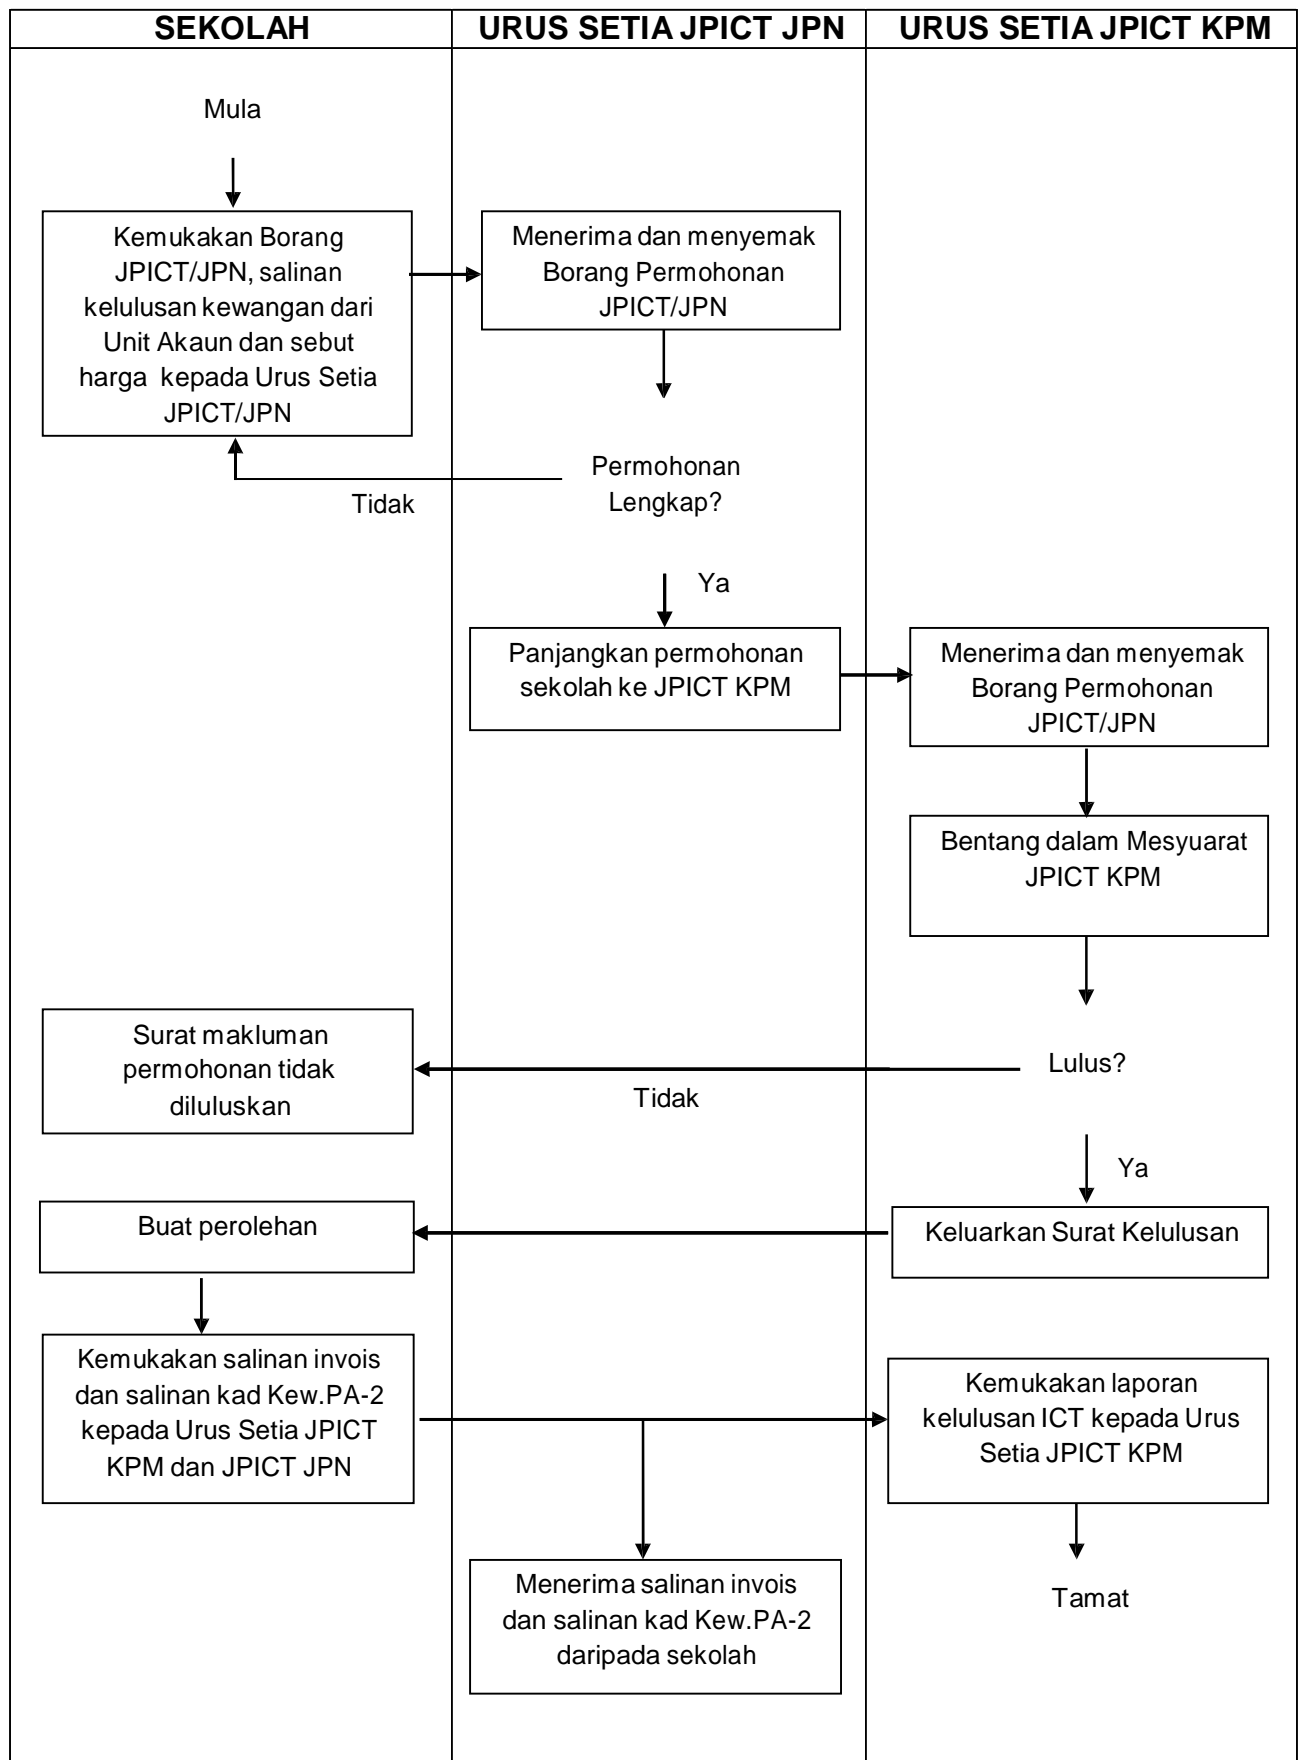 SEKOLAH
URUS SETIA JPICT JPN
URUS SETIA JPICT KPM
Mula
Kemukakan Borang
JPICT/JPN, salinan
kelulusan kewangan dari
Unit Akaun dan sebut
harga kepada Urus Setia
JPICT/JPN
Menerima dan menyemak
Borang Permohonan
JPICT/JPN
Permohonan
Lengkap?
Tidak
Ya
Panjangkan permohonan
sekolah ke JPICT KPM
Menerima dan menyemak
Borang Permohonan
JPICT/JPN
Bentang dalam Mesyuarat
JPICT KPM
Lulus?
Tidak
Surat makluman
permohonan tidak
diluluskan
Ya
Keluarkan Surat Kelulusan
Buat perolehan
Kemukakan salinan invois
dan salinan kad Kew.PA-2
kepada Urus Setia JPICT
KPM dan JPICT JPN
Kemukakan laporan
kelulusan ICT kepada Urus
Setia JPICT KPM
Menerima salinan invois
dan salinan kad Kew.PA-2
daripada sekolah
Tamat